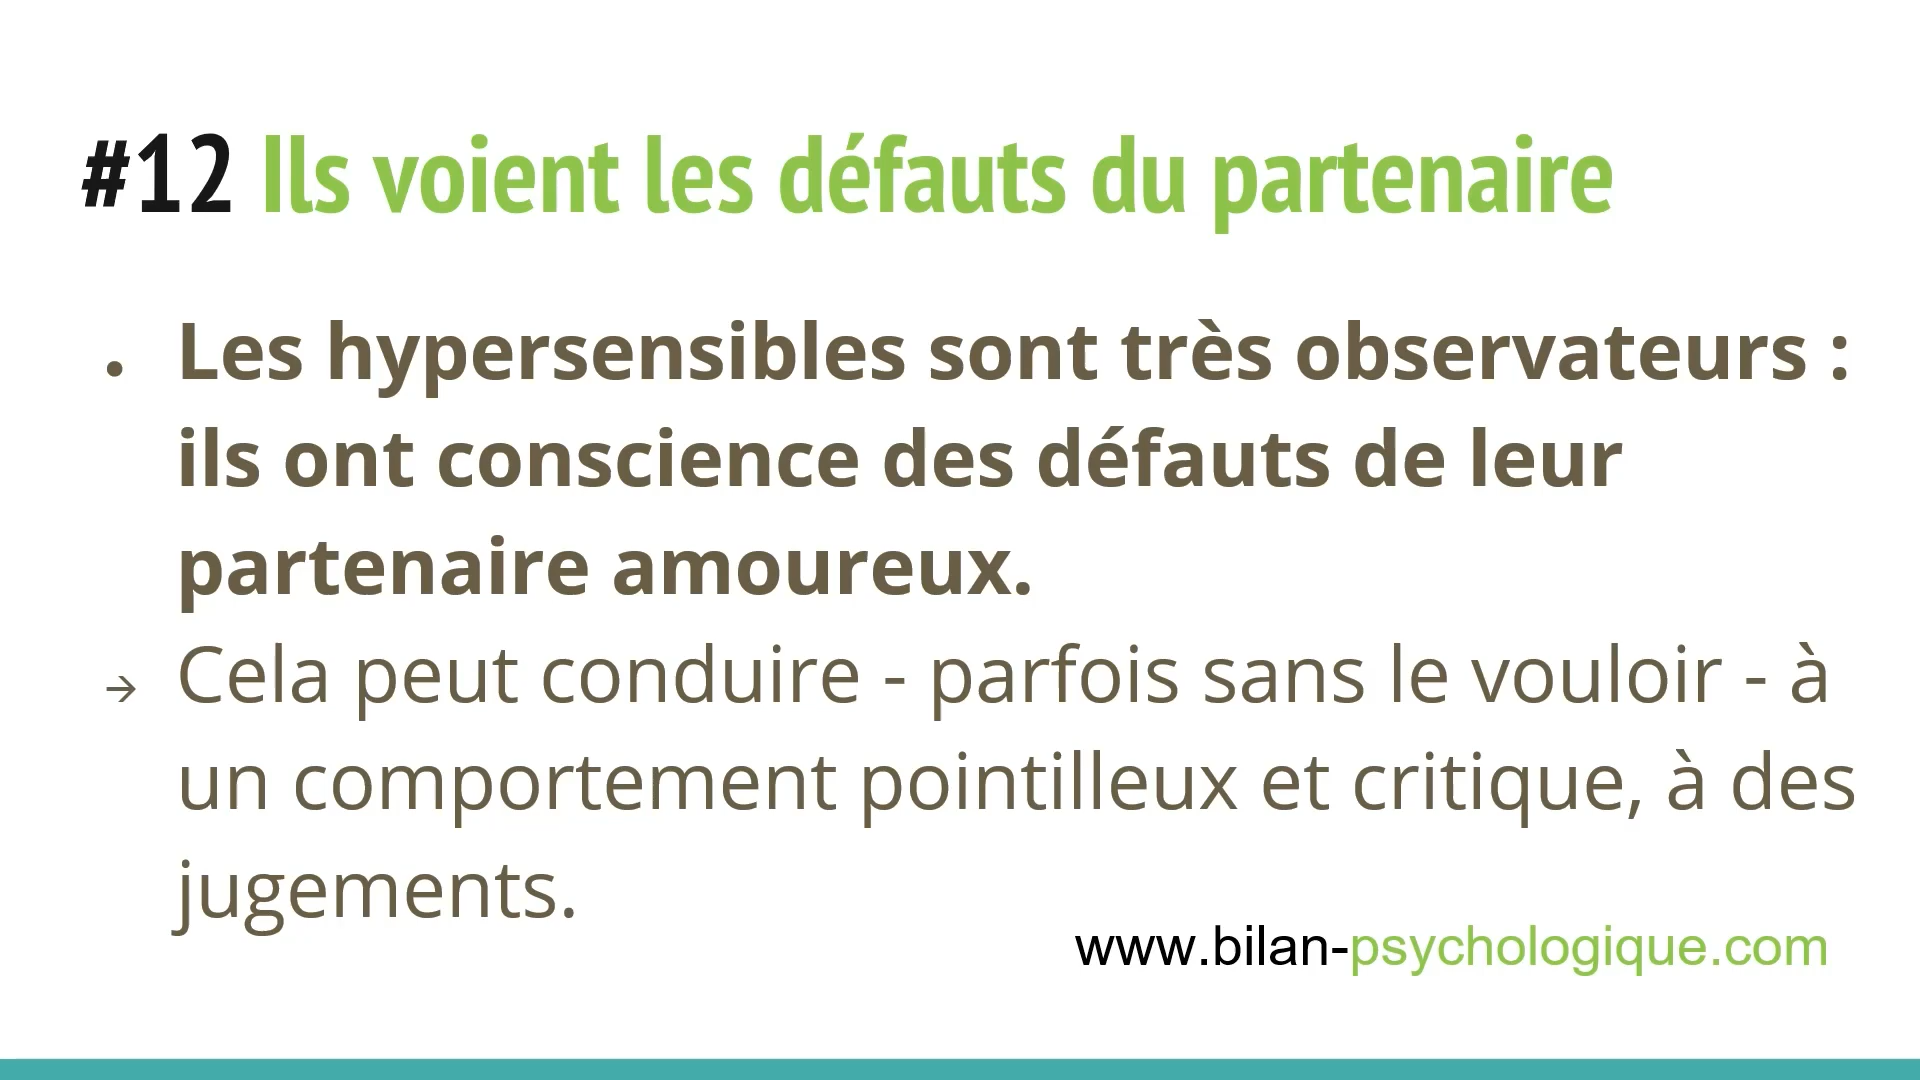 #12 Ils voient les défauts du partenaire
• Les hypersensibles sont très observateurs :
ils ont conscience des défauts de leur
partenaire amoureux.
→ Cela peut conduire - parfois sans le vouloir - à
un comportement pointilleux et critique, à des
jugements.
www.bilan-psychologique.com